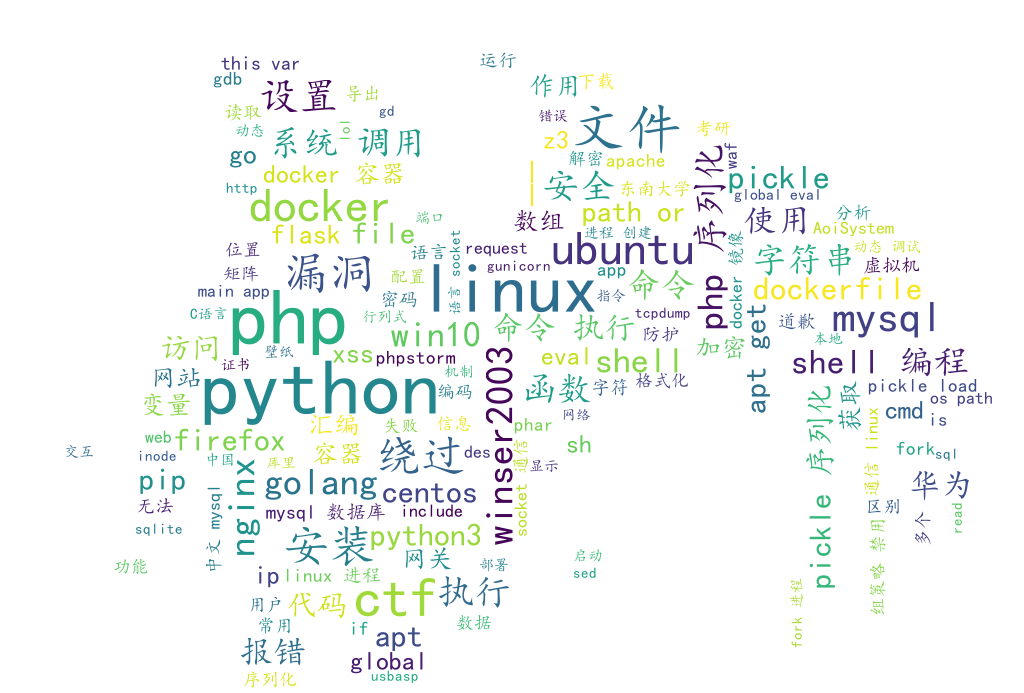 this var
运行
gdb
作用
下载
设置
导出
读取
gd
错误
文件
考研
动态
lol
系统 调用
z3
解密
apache
waf
go
docker 容器
安全
东南大学
pickle
http
global eval
docker
端口
数组
path or
序列化
使用
分析
flask
file
进程 创建
AoiSystem
位置
漏洞
语言
request
ubuntu
动态 调试
矩阵
配置
语言 socket
gunicorn
app
docker 镜像
字符串
虚拟机
main app
密码
linux
指令
命令
php
dockerfile
C语言
php
行列式
tcpdump
道歉
mysql
win10
命令 执行
防护
apt get
本地
访问
壁纸
xss
phpstorm
eval
shell
加密
shell 编程
证书
机制
winser2003
网站
python
编码
函数
字符
格式化
获取
pickle load
变量
os path
网络
cmd
is
汇编
失败
信息
phar
pickle 序列化
web
firefox
绕过
sh
交互
inode
中国
库里
容器
des
显示
fork
sql
pip
nginx
golang
centos
socket 通信
通信 linux
华为
无法
中文 mysql
mysql 数据库
include
区别
多个
read
sqlite
安装
python3
组策略 禁用
功能
网关
部署
启动
ip
linux 进程
sed
用户
代码
ctf
执行
fork 进程
常用
if
数据
apt
报错
global
序列化
usbasp